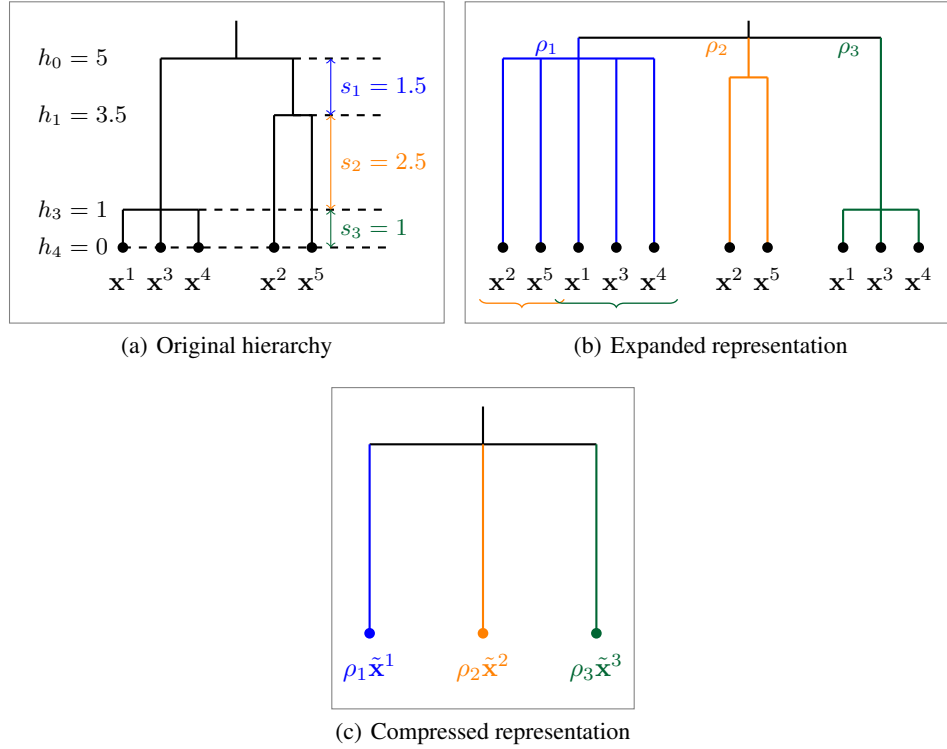 h₀ = 5
s₁ = 1.5
h₁ = 3.5
s₂ = 2.5
h₃ = 1
s₃ = 1
h₄ = 0
x¹ x³ x⁴ x² x⁵
(a) Original hierarchy
ρ₁ ρ₂ ρ₃
x² x⁵ x¹ x³ x⁴ x² x⁵ x¹ x³ x⁴
(b) Expanded representation
ρ₁x̃¹ ρ₂x̃² ρ₃x̃³
(c) Compressed representation